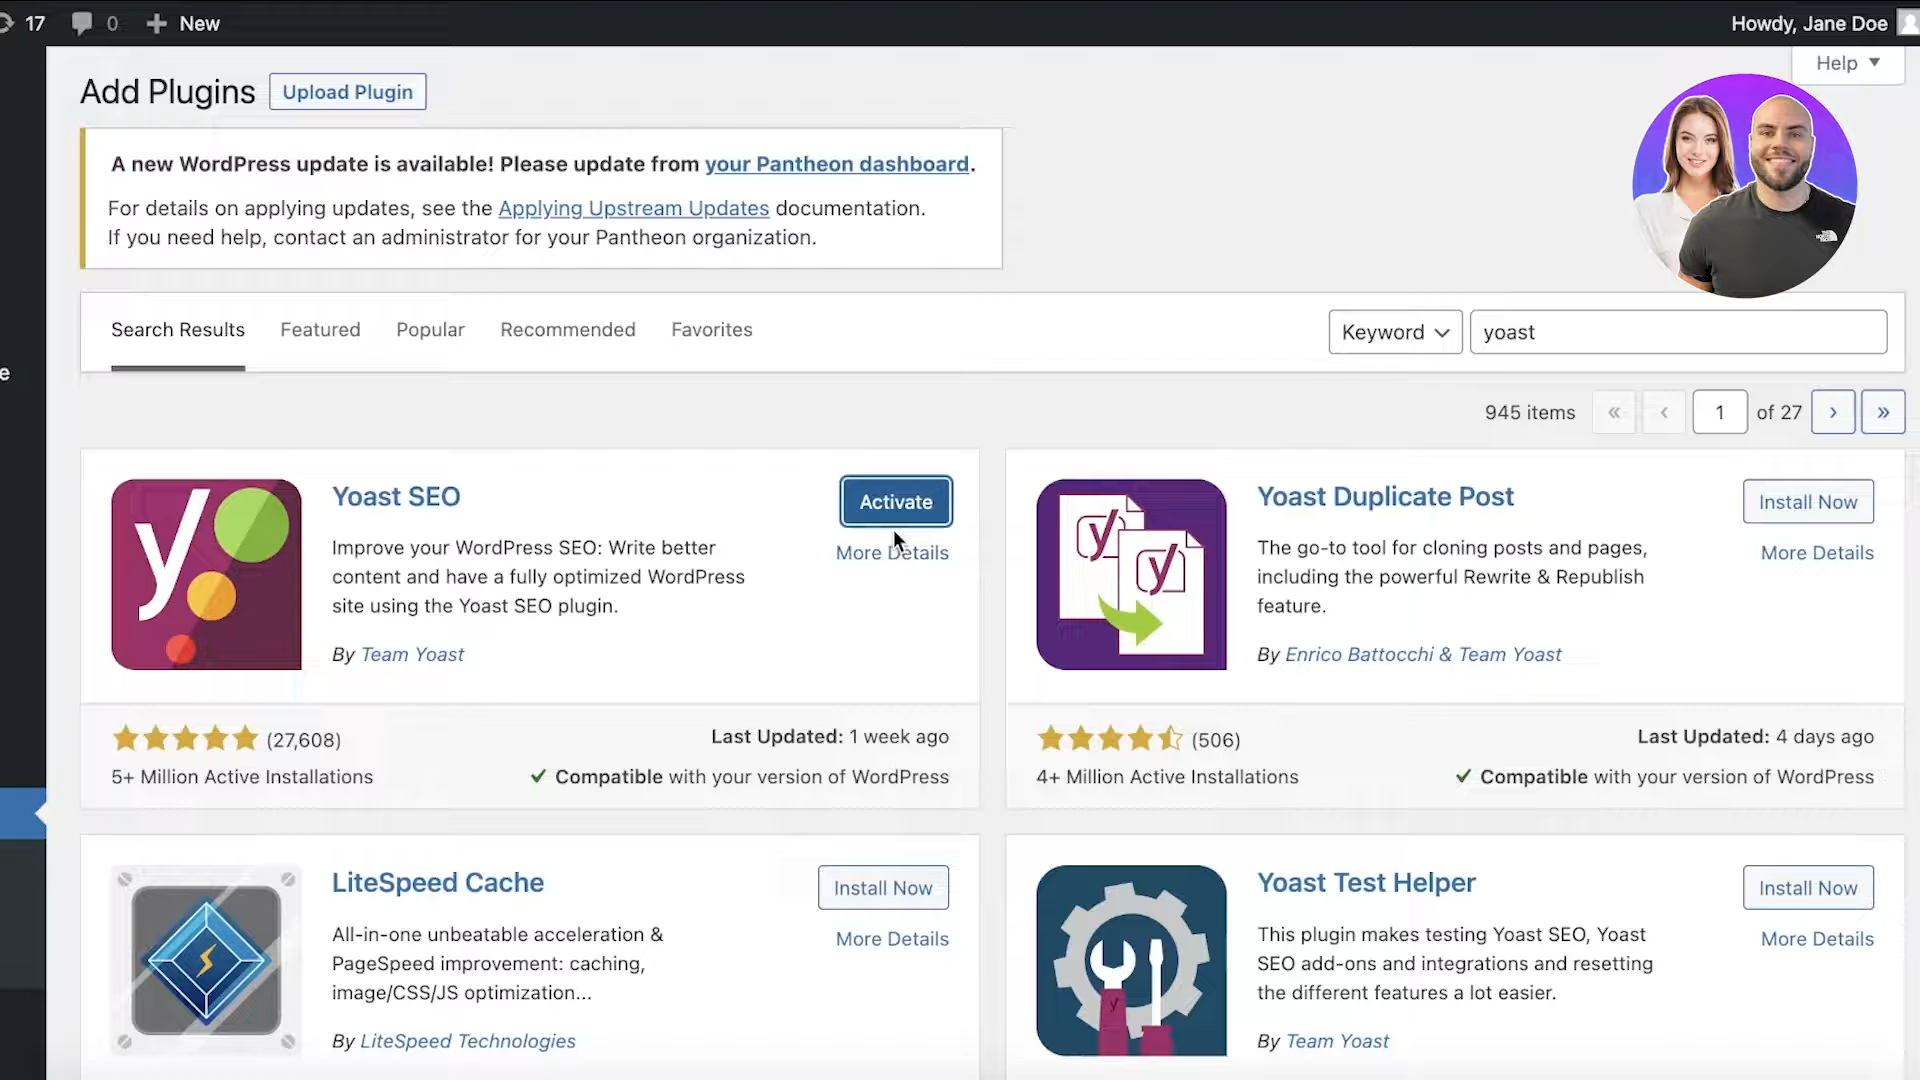 17 0 New Howdy, Jane Doe
Help ▼
Add Plugins Upload Plugin
A new WordPress update is available! Please update from your Pantheon dashboard.
For details on applying updates, see the Applying Upstream Updates documentation.
If you need help, contact an administrator for your Pantheon organization.
Search Results Featured Popular Recommended Favorites Keyword yoast
e
945 items « ‹ 1 of 27 › »
Yoast SEO
Activate
More Details
Improve your WordPress SEO: Write better
content and have a fully optimized WordPress
site using the Yoast SEO plugin.
By Team Yoast
(27,608)
Last Updated: 1 week ago
5+ Million Active Installations
Compatible with your version of WordPress
Yoast Duplicate Post
Install Now
More Details
The go-to tool for cloning posts and pages,
including the powerful Rewrite & Republish
feature.
By Enrico Battocchi & Team Yoast
(506)
Last Updated: 4 days ago
4+ Million Active Installations
Compatible with your version of WordPress
LiteSpeed Cache
Install Now
More Details
All-in-one unbeatable acceleration &
PageSpeed improvement: caching,
image/CSS/JS optimization...
By LiteSpeed Technologies
Yoast Test Helper
Install Now
More Details
This plugin makes testing Yoast SEO, Yoast
SEO add-ons and integrations and resetting
the different features a lot easier.
By Team Yoast